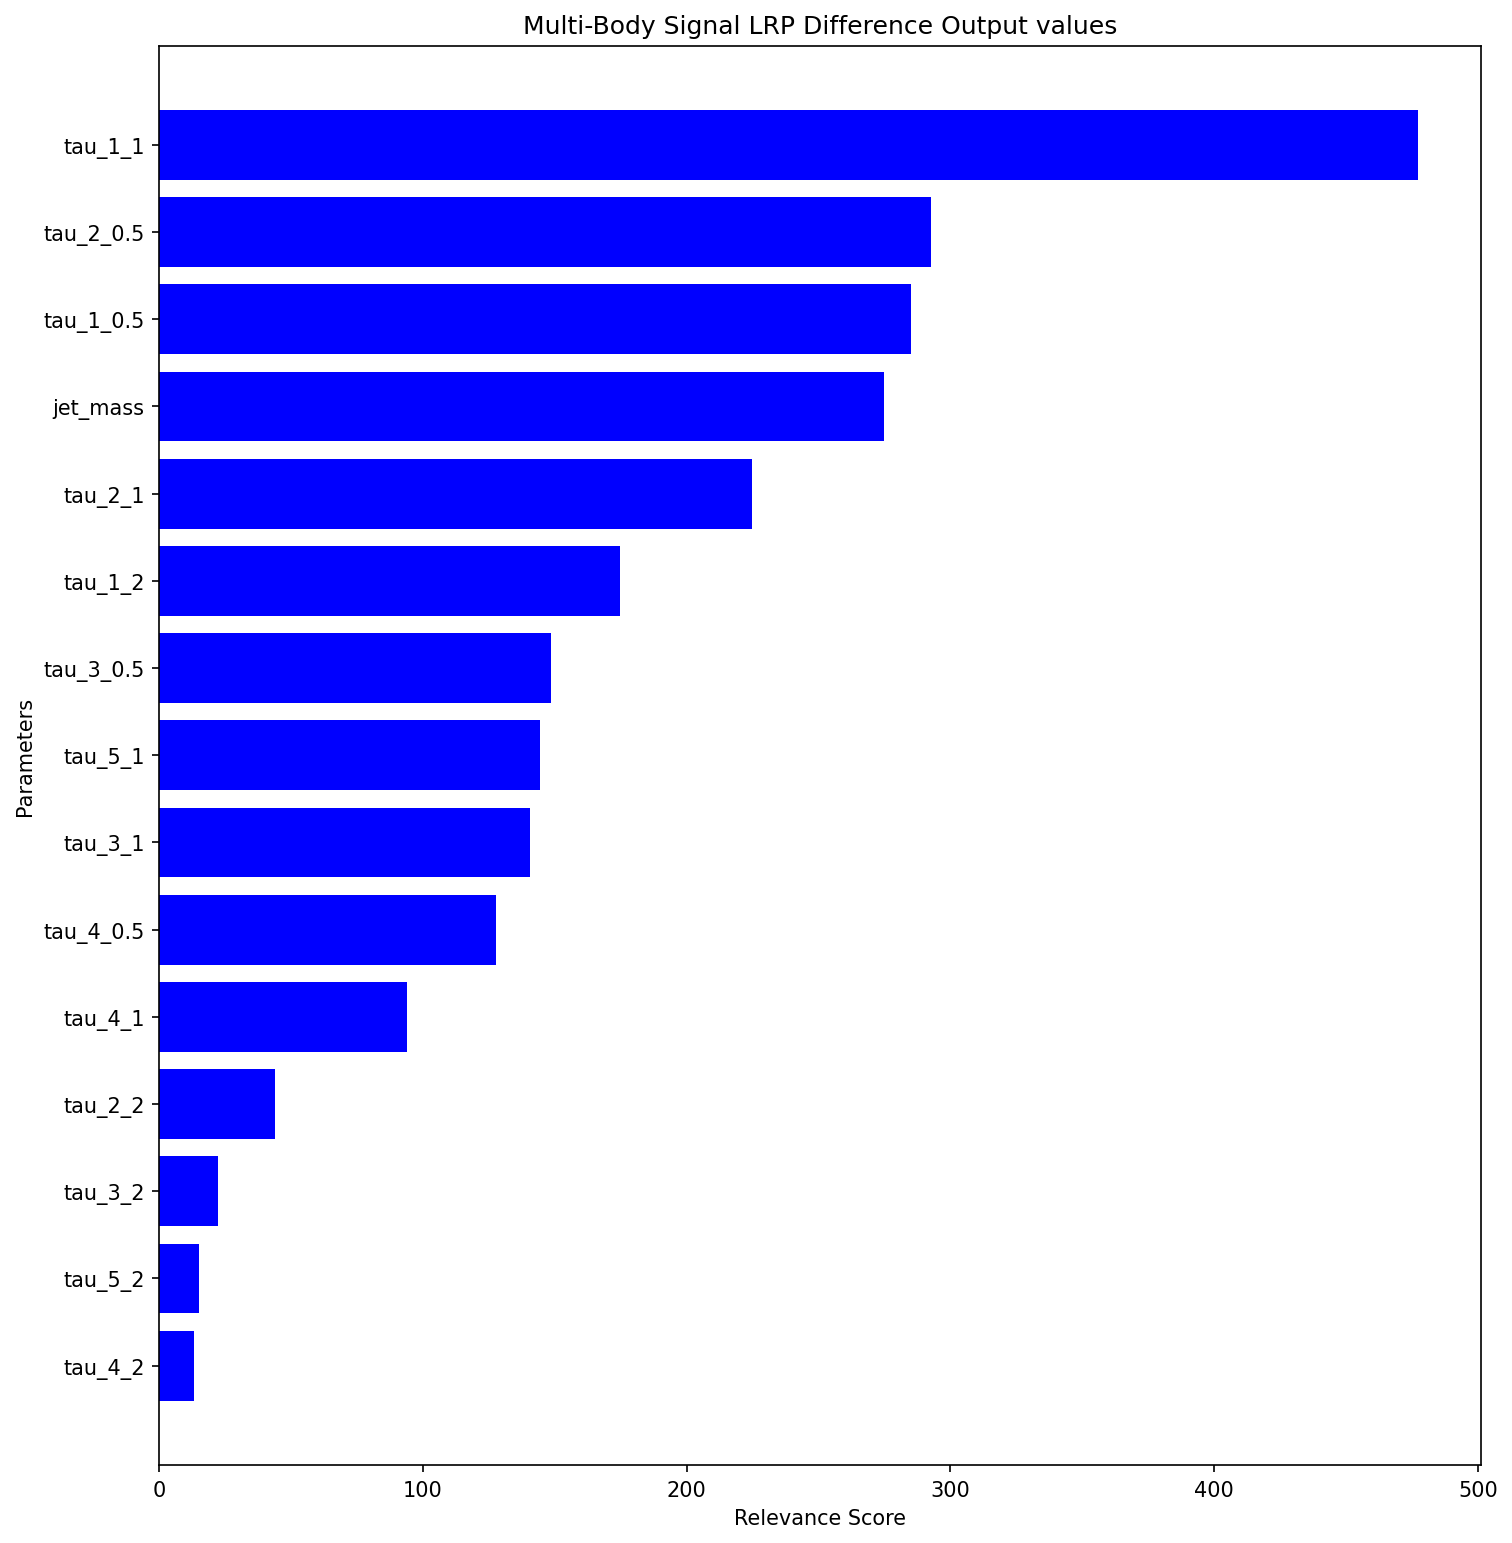 Multi-Body Signal LRP Difference Output values
tau_1_1
tau_2_0.5
tau_1_0.5
jet_mass
tau_2_1
tau_1_2
tau_3_0.5
tau_5_1
tau_3_1
tau_4_0.5
tau_4_1
tau_2_2
tau_3_2
tau_5_2
tau_4_2
Parameters
0 100 200 300 400 500
Relevance Score